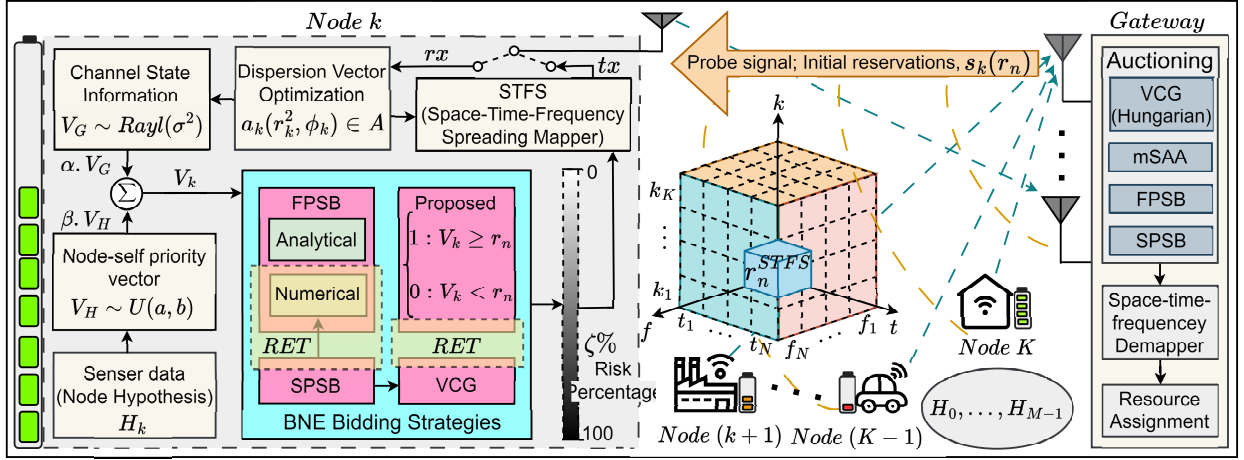 Node k
Channel State
Information
V_G ∼ Rayl(σ²)
Dispersion Vector
Optimization
a_k(r_k², ϕ_k) ∈ A
rx
tx
STFS
(Space-Time-Frequency
Spreading Mapper)
α.V_G
Σ
V_k
β.V_H
Node-self priority
vector
V_H ∼ U(a, b)
Senser data
(Node Hypothesis)
H_k
FPSB
Analytical
Numerical
RET
SPSB
Proposed
1 : V_k ≥ r_n
0 : V_k < r_n
RET
VCG
BNE Bidding Strategies
0
ζ%
Risk
Percentage
100
Probe signal; Initial reservations, s_k(r_n)
k
k_K
⋮
k_1
f
t_1
. . .
t_N
f_N
. . .
f_1
t
r_n^{STFS}
Node K
Node (k + 1)
. . .
Node (K − 1)
H_0, . . . , H_{M−1}
Gateway
Auctioning
VCG
(Hungarian)
mSAA
FPSB
SPSB
Space-time-
frequencey
Demapper
Resource
Assignment